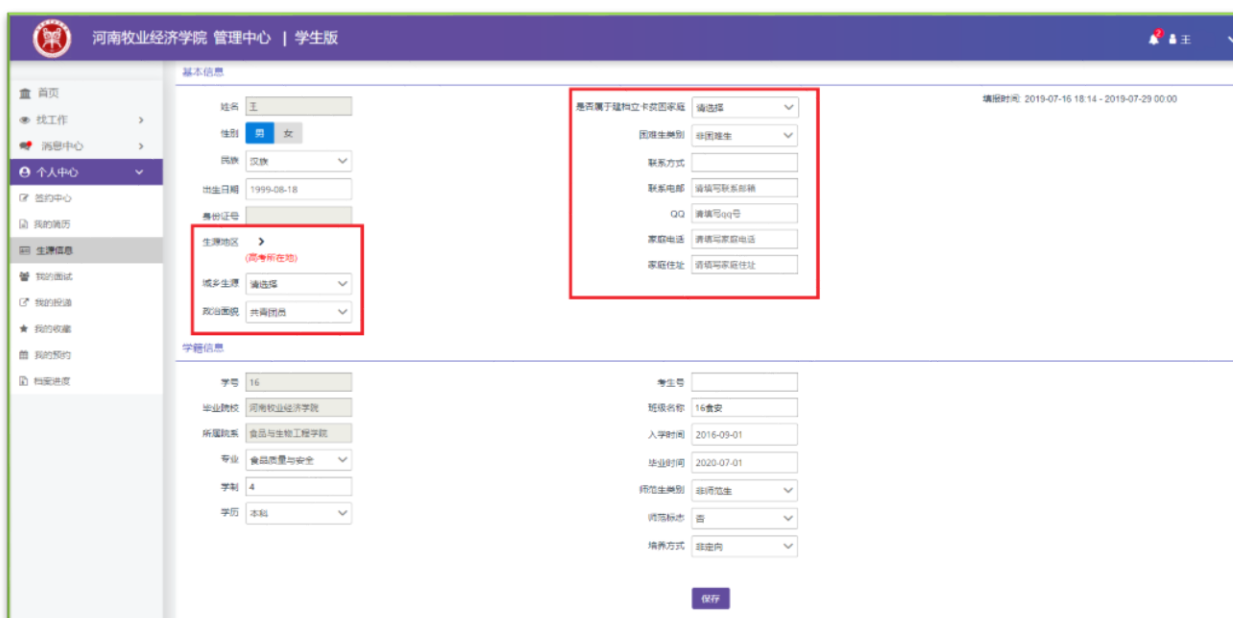 河南牧业经济学院 管理中心 | 学生版
2
王
首页
找工作
消息中心
个人中心
签约中心
我的简历
生源信息
我的面试
我的投递
我的收藏
我的预约
档案进度
基本信息
姓名 王
性别 男 女
民族 汉族
出生日期 1999-08-18
身份证号
生源地区
(高考所在地)
城乡生源 请选择
政治面貌 共青团员
是否属于建档立卡贫困家庭 请选择
困难生类别 非困难生
联系方式
联系电邮 请填写联系邮箱
QQ 请填写qq号
家庭电话 请填写家庭电话
家庭住址 请填写家庭住址
填报时间: 2019-07-16 18:14 - 2019-07-29 00:00
学籍信息
学号 16
毕业院校 河南牧业经济学院
所属院系 食品与生物工程学院
专业 食品质量与安全
学制 4
学历 本科
考生号
班级名称 16食安
入学时间 2016-09-01
毕业时间 2020-07-01
师范生类别 非师范生
师范标志 否
培养方式 非定向
保存